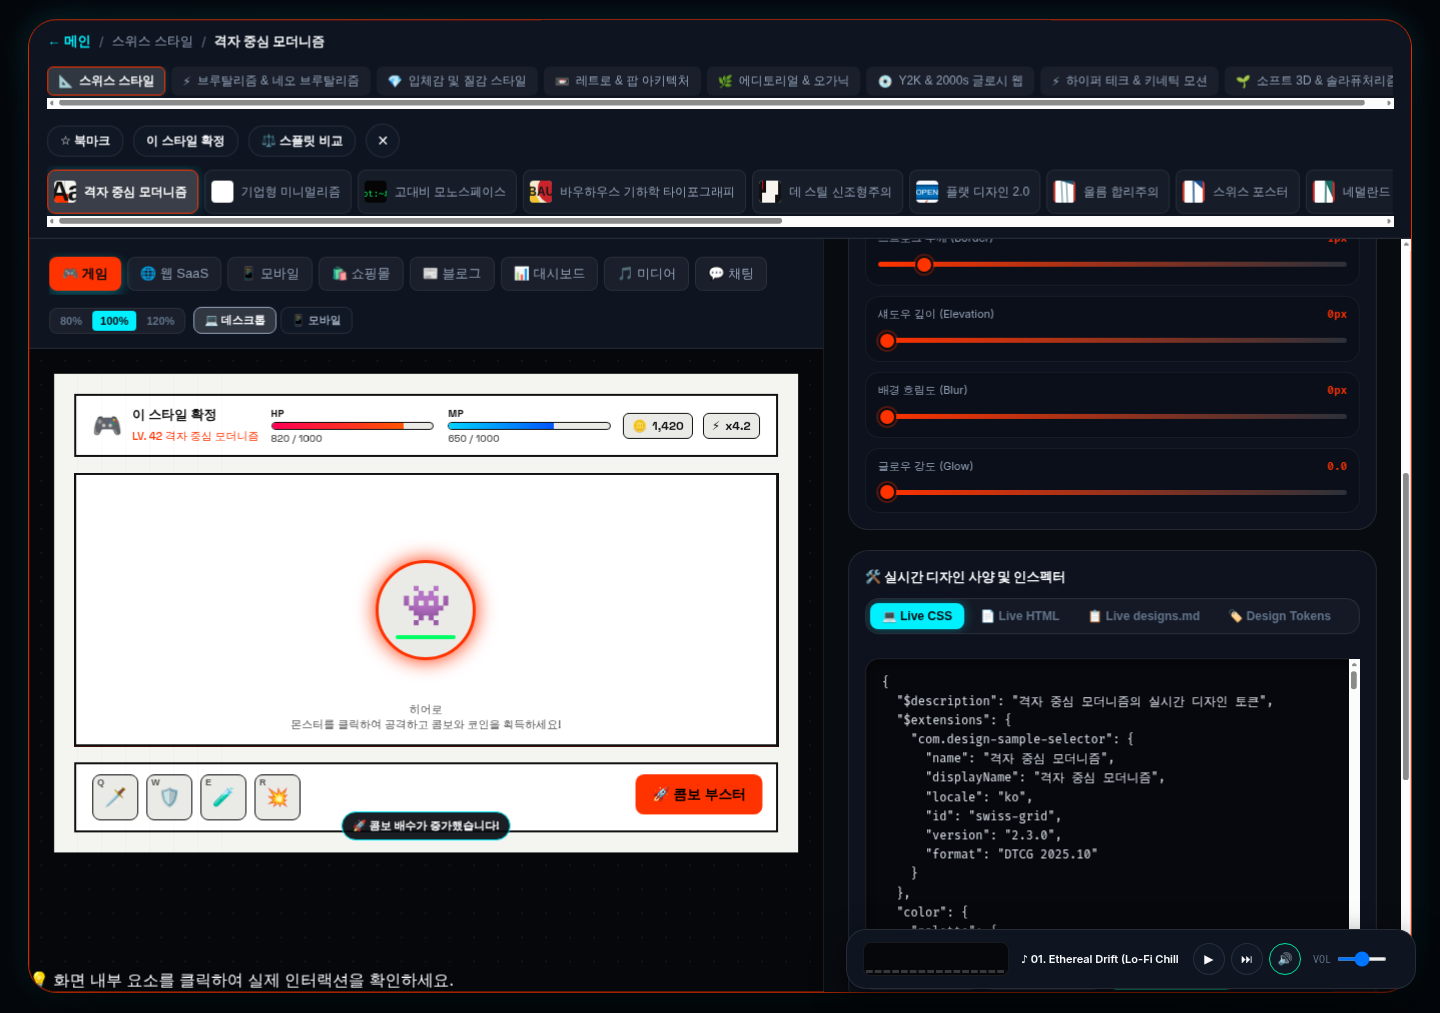 ← 메인 / 스위스 스타일 / 격자 중심 모더니즘
스위스 스타일
브루탈리즘 & 네오 브루탈리즘
입체감 및 질감 스타일
레트로 & 팝 아키텍처
에디토리얼 & 오가닉
Y2K & 2000s 글로시 웹
하이퍼 테크 & 키네틱 모션
소프트 3D & 솔라퓨처리즘
☆ 북마크
이 스타일 확정
스플릿 비교
✕
격자 중심 모더니즘
기업형 미니멀리즘
고대비 모노스페이스
바우하우스 기하학 타이포그래피
데 스틸 신조형주의
OPEN
플랫 디자인 2.0
울름 합리주의
스위스 포스터
네덜란드
게임
웹 SaaS
모바일
쇼핑몰
블로그
대시보드
미디어
채팅
80%
100%
120%
데스크톱
모바일
이 스타일 확정
LV. 42 격자 중심 모더니즘
HP
820 / 1000
MP
650 / 1000
1,420
x4.2
히어로
몬스터를 클릭하여 공격하고 콤보와 코인을 획득하세요!
Q
W
E
R
콤보 부스터
콤보 배수가 증가했습니다!
화면 내부 요소를 클릭하여 실제 인터랙션을 확인하세요.
1px
섀도우 깊이 (Elevation)
0px
배경 흐림도 (Blur)
0px
글로우 강도 (Glow)
0.0
실시간 디자인 사양 및 인스펙터
Live CSS
Live HTML
Live designs.md
Design Tokens
{
"$description": "격자 중심 모더니즘의 실시간 디자인 토큰",
"$extensions": {
"com.design-sample-selector": {
"name": "격자 중심 모더니즘",
"displayName": "격자 중심 모더니즘",
"locale": "ko",
"id": "swiss-grid",
"version": "2.3.0",
"format": "DTCG 2025.10"
}
},
"color": {
♪ 01. Ethereal Drift (Lo-Fi Chill
VOL